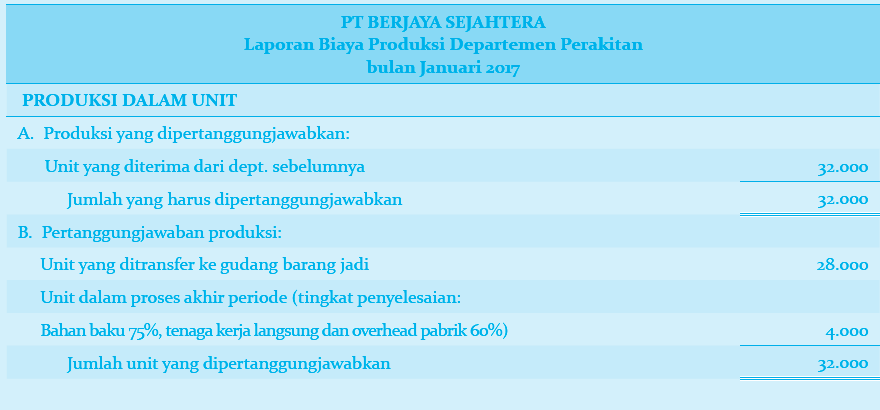 PT BERJAYA SEJAHTERA
Laporan Biaya Produksi Departemen Perakitan
bulan Januari 2017
PRODUKSI DALAM UNIT
A. Produksi yang dipertanggungjawabkan:
Unit yang diterima dari dept. sebelumnya 32.000
Jumlah yang harus dipertanggungjawabkan 32.000
B. Pertanggungjawaban produksi:
Unit yang ditransfer ke gudang barang jadi 28.000
Unit dalam proses akhir periode (tingkat penyelesaian:
Bahan baku 75%, tenaga kerja langsung dan overhead pabrik 60%) 4.000
Jumlah unit yang dipertanggungjawabkan 32.000